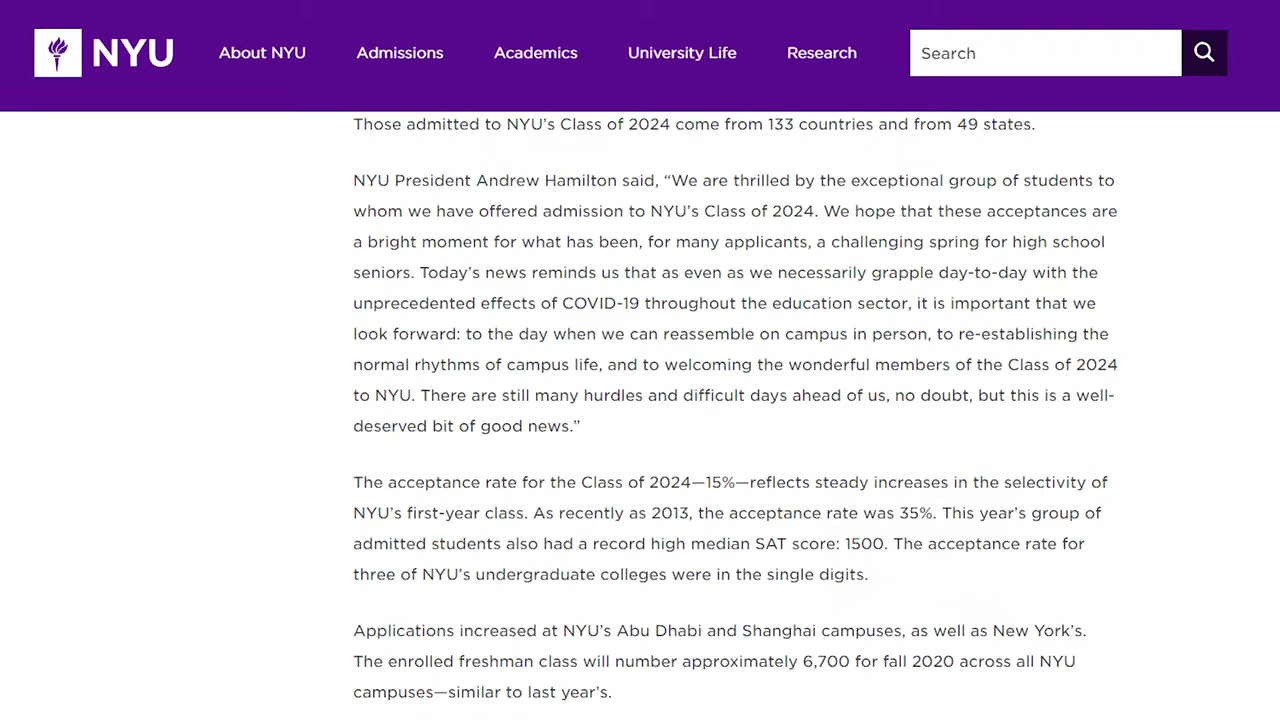 NYU
About NYU
Admissions
Academics
University Life
Research
Search
Those admitted to NYU’s Class of 2024 come from 133 countries and from 49 states.
NYU President Andrew Hamilton said, “We are thrilled by the exceptional group of students to
whom we have offered admission to NYU’s Class of 2024. We hope that these acceptances are
a bright moment for what has been, for many applicants, a challenging spring for high school
seniors. Today’s news reminds us that as even as we necessarily grapple day-to-day with the
unprecedented effects of COVID-19 throughout the education sector, it is important that we
look forward: to the day when we can reassemble on campus in person, to re-establishing the
normal rhythms of campus life, and to welcoming the wonderful members of the Class of 2024
to NYU. There are still many hurdles and difficult days ahead of us, no doubt, but this is a well-
deserved bit of good news.”
The acceptance rate for the Class of 2024—15%—reflects steady increases in the selectivity of
NYU’s first-year class. As recently as 2013, the acceptance rate was 35%. This year’s group of
admitted students also had a record high median SAT score: 1500. The acceptance rate for
three of NYU’s undergraduate colleges were in the single digits.
Applications increased at NYU’s Abu Dhabi and Shanghai campuses, as well as New York’s.
The enrolled freshman class will number approximately 6,700 for fall 2020 across all NYU
campuses—similar to last year’s.